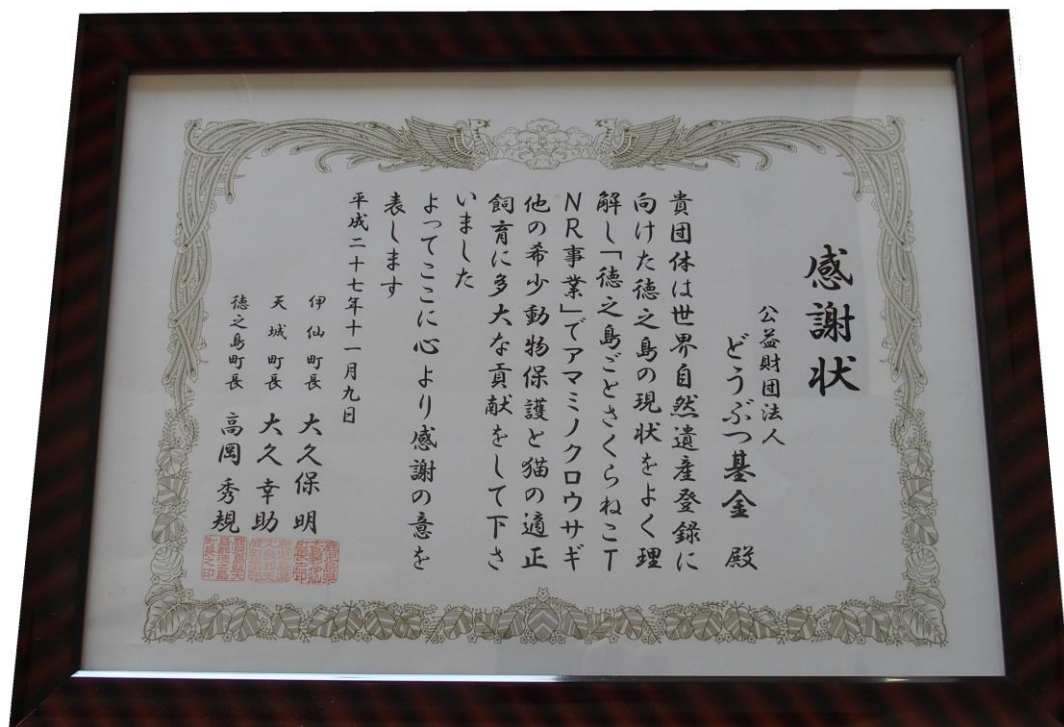 感謝状
公益財団法人
どうぶつ基金 殿
貴団体は世界自然遺産登録に
向けた徳之島の現状をよく理
解し「徳之島ごとさくらねこT
NR事業」でアマミノクロウサギ
他の希少動物保護と猫の適正
飼育に多大な貢献をして下さ
いました
よってここに心より感謝の意を
表します
平成二十七年十一月九日
伊仙町長 大久保明
天城町長 大久幸助
徳之島町長 高岡秀規